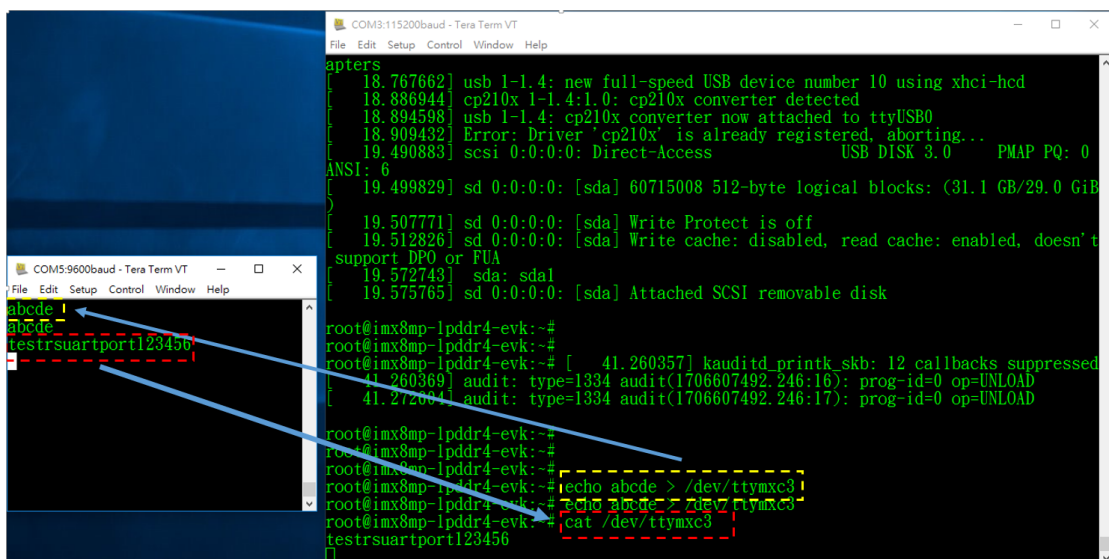 COM3:115200baud - Tera Term VT
File Edit Setup Control Window Help
apters
[   18.767662] usb 1-1.4: new full-speed USB device number 10 using xhci-hcd
[   18.886944] cp210x 1-1.4:1.0: cp210x converter detected
[   18.894598] usb 1-1.4: cp210x converter now attached to ttyUSB0
[   18.909432] Error: Driver 'cp210x' is already registered, aborting...
[   19.490883] scsi 0:0:0:0: Direct-Access                  USB DISK 3.0     PMAP PQ: 0
ANSI: 6
[   19.499829] sd 0:0:0:0: [sda] 60715008 512-byte logical blocks: (31.1 GB/29.0 GiB
)
[   19.507771] sd 0:0:0:0: [sda] Write Protect is off
[   19.512826] sd 0:0:0:0: [sda] Write cache: disabled, read cache: enabled, doesn't
 support DPO or FUA
[   19.572743]  sda: sda1
[   19.575765] sd 0:0:0:0: [sda] Attached SCSI removable disk
root@imx8mp-lpddr4-evk:~#
root@imx8mp-lpddr4-evk:~#
root@imx8mp-lpddr4-evk:~# [   41.260357] kauditd_printk_skb: 12 callbacks suppressed
[   41.260369] audit: type=1334 audit(1706607492.246:16): prog-id=0 op=UNLOAD
[   41.272004] audit: type=1334 audit(1706607492.246:17): prog-id=0 op=UNLOAD
root@imx8mp-lpddr4-evk:~#
root@imx8mp-lpddr4-evk:~#
root@imx8mp-lpddr4-evk:~#
root@imx8mp-lpddr4-evk:~# echo abcde > /dev/ttymxc3
root@imx8mp-lpddr4-evk:~# echo abcde > /dev/ttymxc3
root@imx8mp-lpddr4-evk:~# cat /dev/ttymxc3
testrsuartport123456
COM5:9600baud - Tera Term VT
File Edit Setup Control Window Help
abcde
abcde
testrsuartport123456